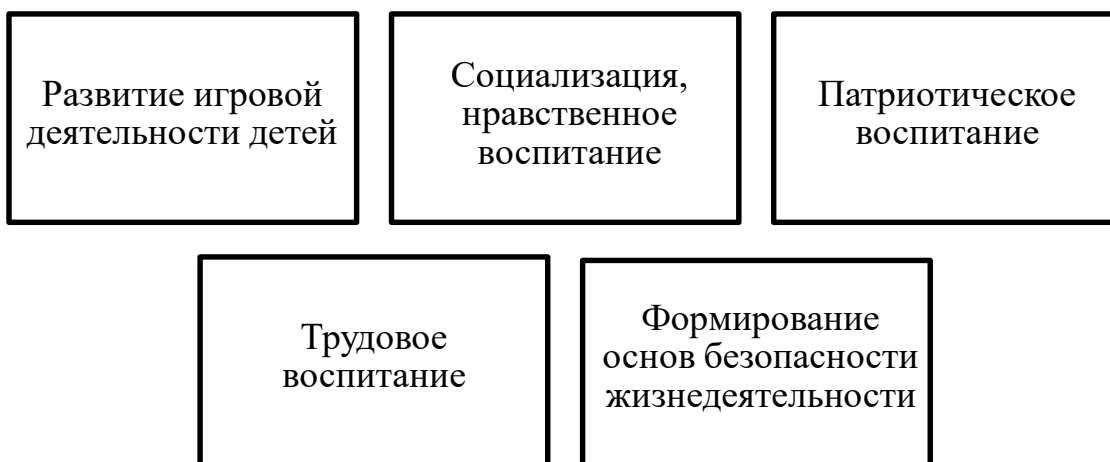 Развитие игровой
деятельности детей
Социализация,
нравственное
воспитание
Патриотическое
воспитание
Трудовое
воспитание
Формирование
основ безопасности
жизнедеятельности